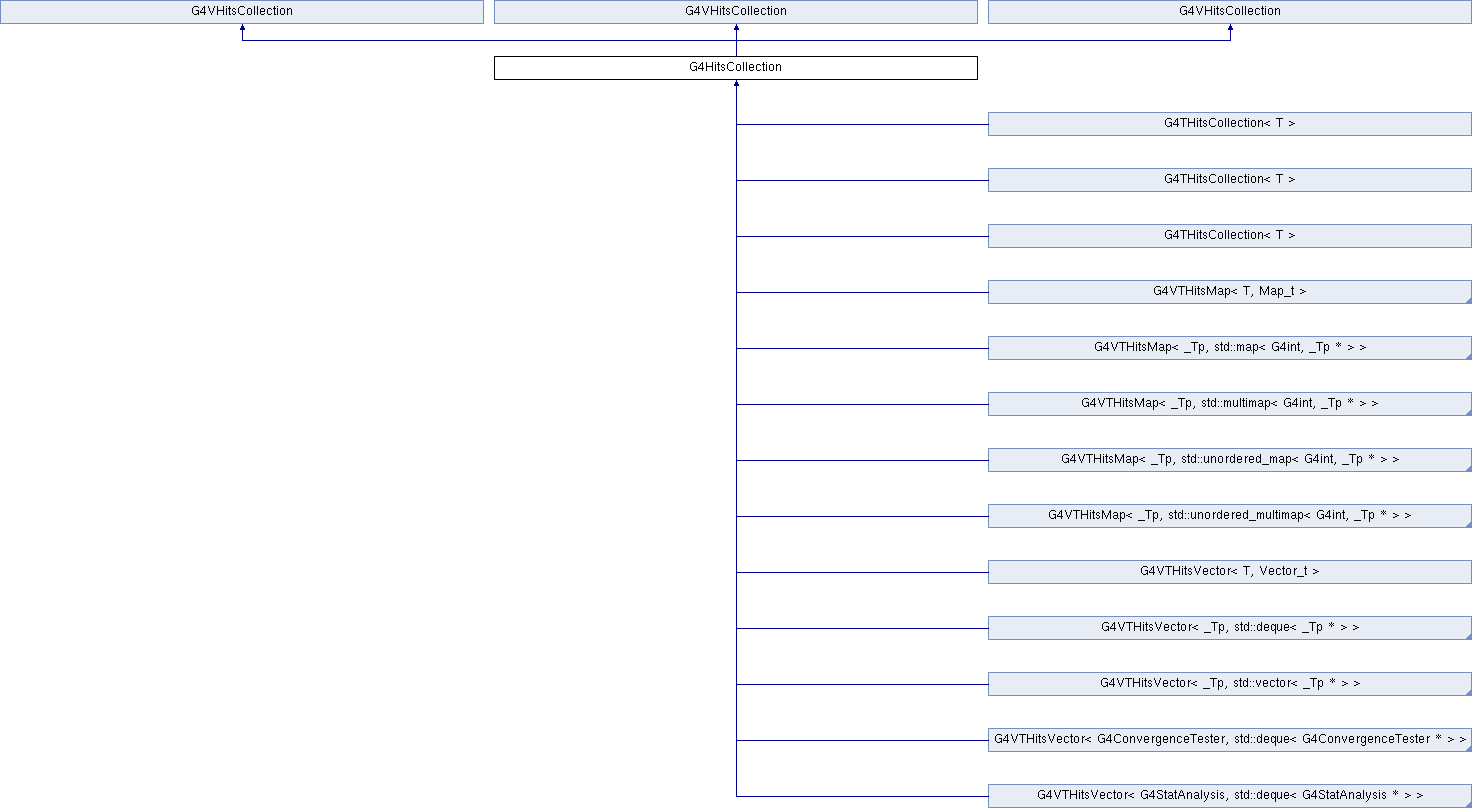 G4VHitsCollection
G4VHitsCollection
G4VHitsCollection
G4HitsCollection
G4THitsCollection< T >
G4THitsCollection< T >
G4THitsCollection< T >
G4VTHitsMap< T, Map_t >
G4VTHitsMap< _Tp, std::map< G4int, _Tp * > >
G4VTHitsMap< _Tp, std::multimap< G4int, _Tp * > >
G4VTHitsMap< _Tp, std::unordered_map< G4int, _Tp * > >
G4VTHitsMap< _Tp, std::unordered_multimap< G4int, _Tp * > >
G4VTHitsVector< T, Vector_t >
G4VTHitsVector< _Tp, std::deque< _Tp * > >
G4VTHitsVector< _Tp, std::vector< _Tp * > >
G4VTHitsVector< G4ConvergenceTester, std::deque< G4ConvergenceTester * > >
G4VTHitsVector< G4StatAnalysis, std::deque< G4StatAnalysis * > >